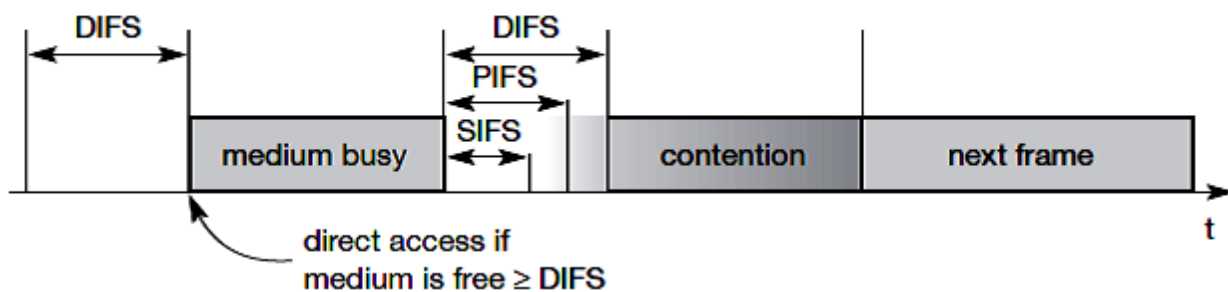 DIFS
DIFS
PIFS
SIFS
medium busy
contention
next frame
t
direct access if
medium is free ≥ DIFS